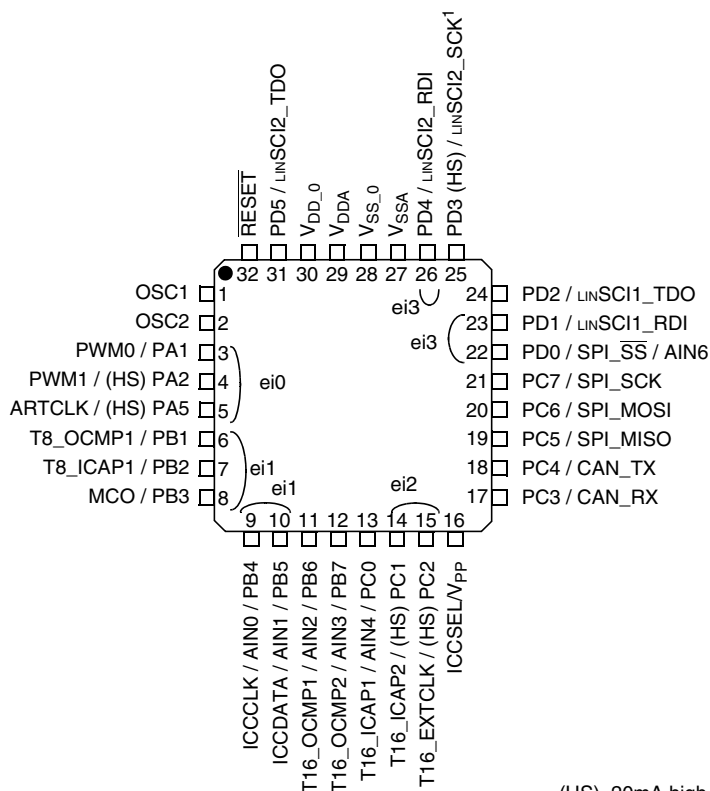 RESET
PD5 / LINSCI2_TDO
VDD_0
VDDA
VSS_0
VSSA
PD4 / LINSCI2_RDI
PD3 (HS) / LINSCI2_SCK1
32 31 30 29 28 27 26 25
OSC1 1
OSC2 2
PWM0 / PA1 3
PWM1 / (HS) PA2 4
ARTCLK / (HS) PA5 5
T8_OCMP1 / PB1 6
T8_ICAP1 / PB2 7
MCO / PB3 8
ei0
ei1
ei1
ei2
ei3
ei3
24 PD2 / LINSCI1_TDO
23 PD1 / LINSCI1_RDI
22 PD0 / SPI_SS / AIN6
21 PC7 / SPI_SCK
20 PC6 / SPI_MOSI
19 PC5 / SPI_MISO
18 PC4 / CAN_TX
17 PC3 / CAN_RX
9 10 11 12 13 14 15 16
ICCCLK / AIN0 / PB4
ICCDATA / AIN1 / PB5
T16_OCMP1 / AIN2 / PB6
T16_OCMP2 / AIN3 / PB7
T16_ICAP1 / AIN4 / PC0
T16_ICAP2 / (HS) PC1
T16_EXTCLK / (HS) PC2
ICCSEL/VPP
(HS) 20mA high